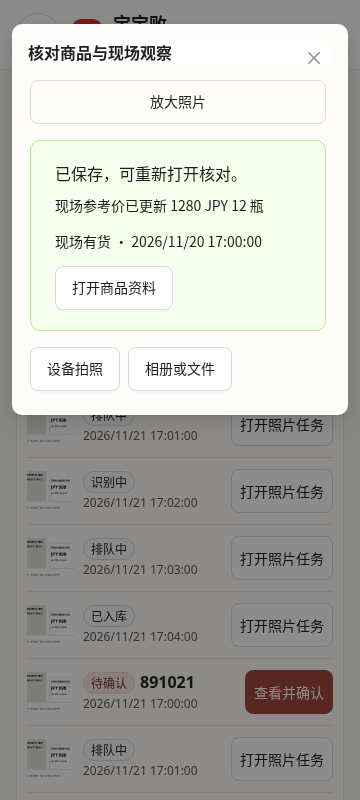 宝宝欧
核对商品与现场观察
放大照片
已保存，可重新打开核对。
现场参考价已更新 1280 JPY 12 瓶
现场有货 · 2026/11/20 17:00:00
打开商品资料
设备拍照
相册或文件
排队中
2026/11/21 17:01:00
打开照片任务
识别中
2026/11/21 17:02:00
打开照片任务
排队中
2026/11/21 17:03:00
打开照片任务
已入库
2026/11/21 17:04:00
打开照片任务
待确认 891021
2026/11/21 17:00:00
查看并确认
排队中
2026/11/21 17:01:00
打开照片任务